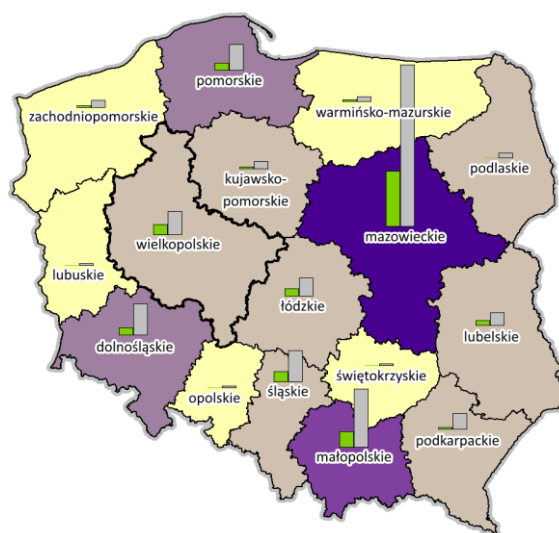 pomorskie
zachodniopomorskie
warmińsko-mazurskie
podlaskie
kujawsko-
pomorskie
mazowieckie
wielkopolskie
lubuskie
łódzkie
lubelskie
dolnośląskie
świętokrzyskie
opolskie
śląskie
podkarpackie
małopolskie